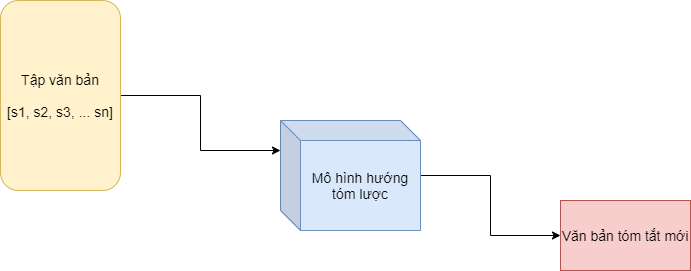 Tập văn bản
[s1, s2, s3, ... sn]
Mô hình hướng
tóm lược
Văn bản tóm tắt mới